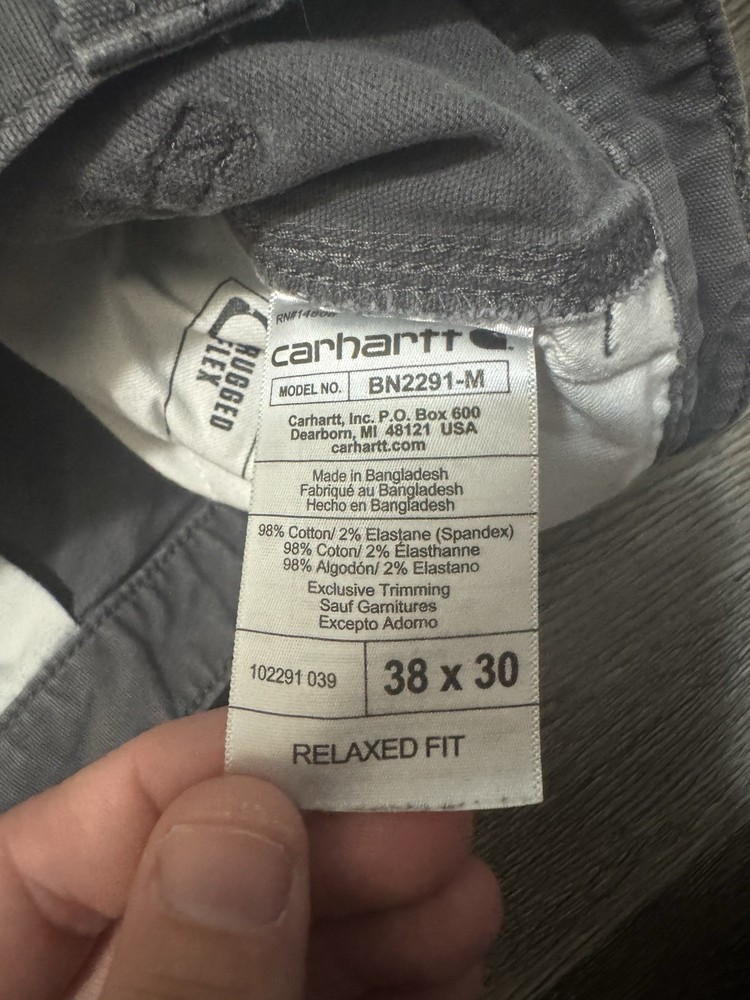 carhartt
MODEL NO. BN2291-M
Carhartt, Inc. P.O. Box 600
Dearborn, MI 48121 USA
carhartt.com
Made in Bangladesh
Fabriqué au Bangladesh
Hecho en Bangladesh
98% Cotton/ 2% Elastane (Spandex)
98% Coton/ 2% Élasthanne
98% Algodón/ 2% Elastano
Exclusive Trimming
Sauf Garnitures
Excepto Adorno
102291 039 38 x 30
RELAXED FIT
RUGGED
FLEX